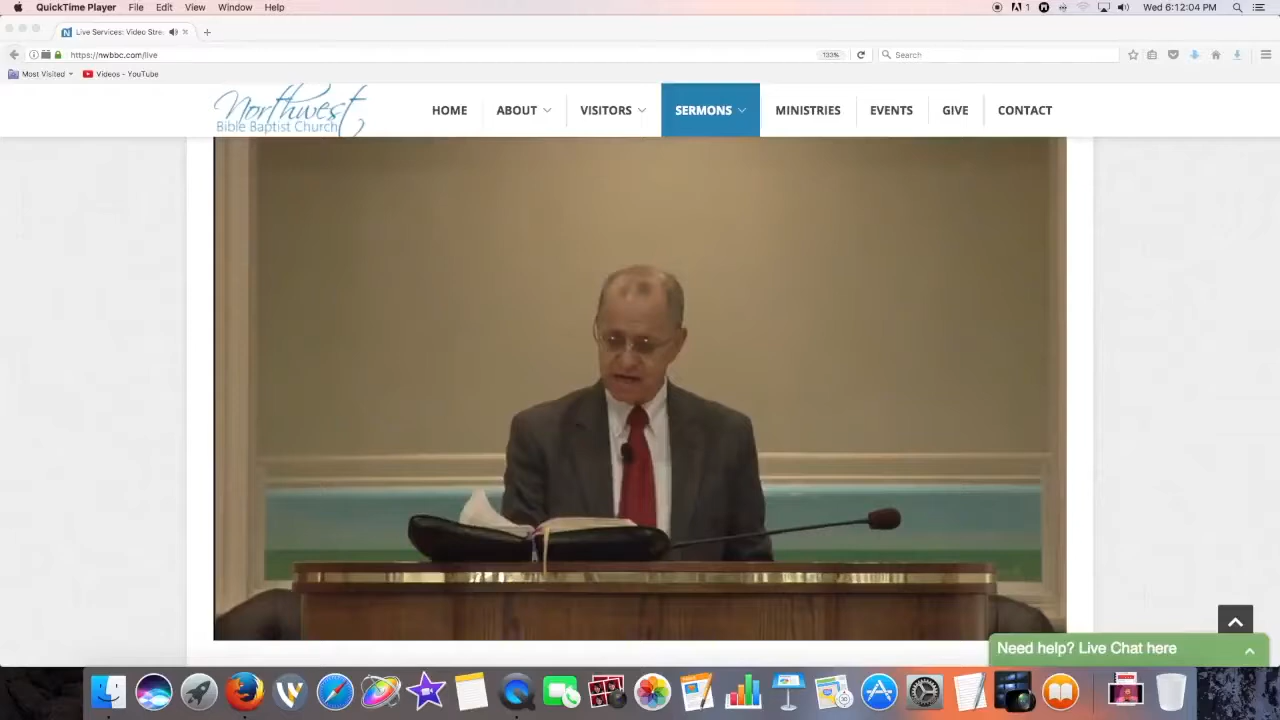 QuickTime Player File Edit View Window Help 1 Wed 6:12:04 PM
Live Services: Video Stre
https://nwbbc.com/live 133% Search
Most Visited Videos - YouTube
Northwest
Bible Baptist Church
HOME ABOUT VISITORS SERMONS MINISTRIES EVENTS GIVE CONTACT
Need help? Live Chat here